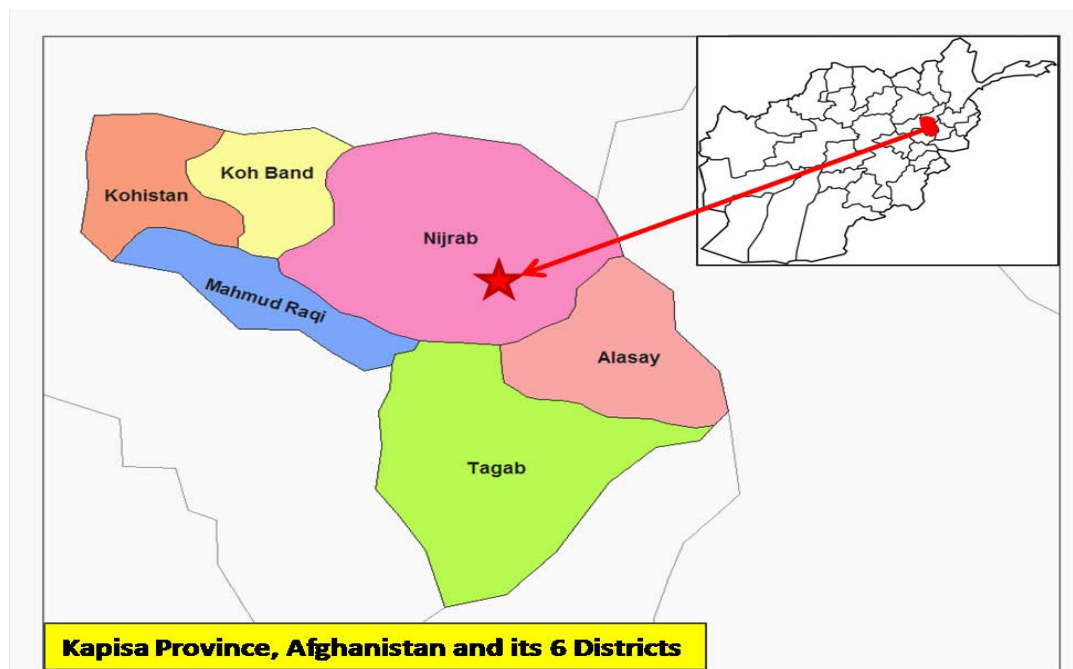 Koh Band
Kohistan
Nijrab
Mahmud Raqi
Alasay
Tagab
Kapisa Province, Afghanistan and its 6 Districts